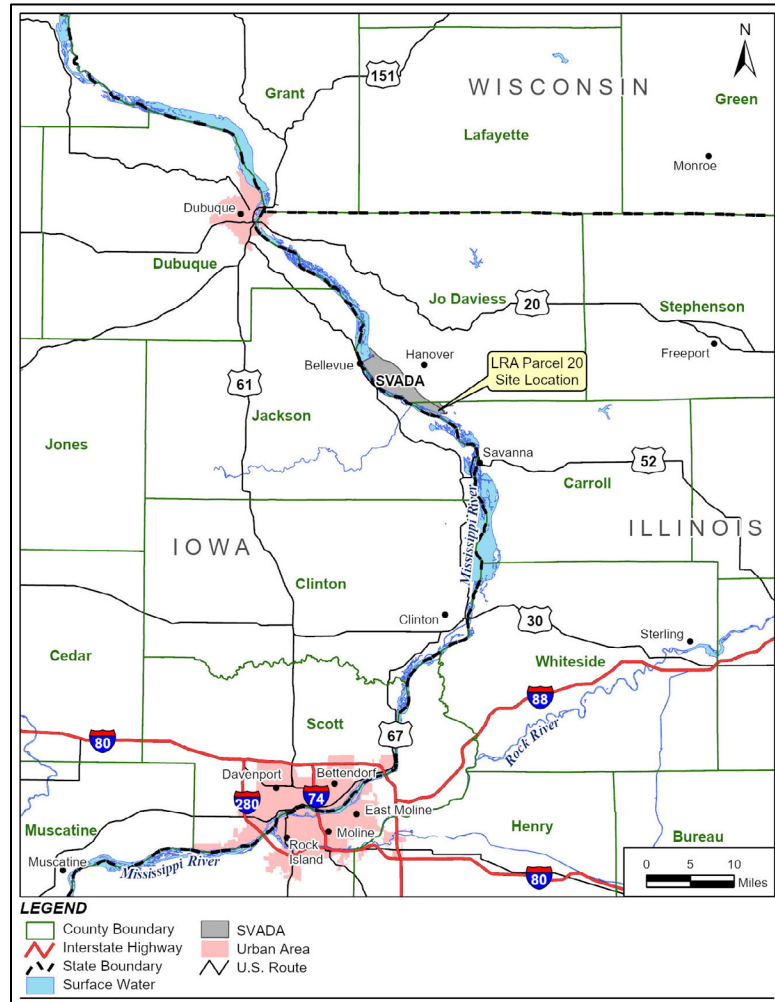 N
WISCONSIN
Grant
151
Green
Lafayette
Monroe
Dubuque
Dubuque
Jo Daviess
20
Stephenson
Hanover
LRA Parcel 20
Site Location
Freeport
Bellevue
SVADA
61
Jackson
Jones
Savanna
52
Carroll
Mississippi River
IOWA
ILLINOIS
Clinton
Clinton
30
Sterling
Cedar
Whiteside
88
Scott
67
Rock River
80
Bettendorf
Davenport
74
280
East Moline
Muscatine
Moline
Henry
Bureau
Rock
Island
Muscatine
Mississippi River
80
0 5 10
Miles
LEGEND
County Boundary
Interstate Highway
State Boundary
Surface Water
SVADA
Urban Area
U.S. Route